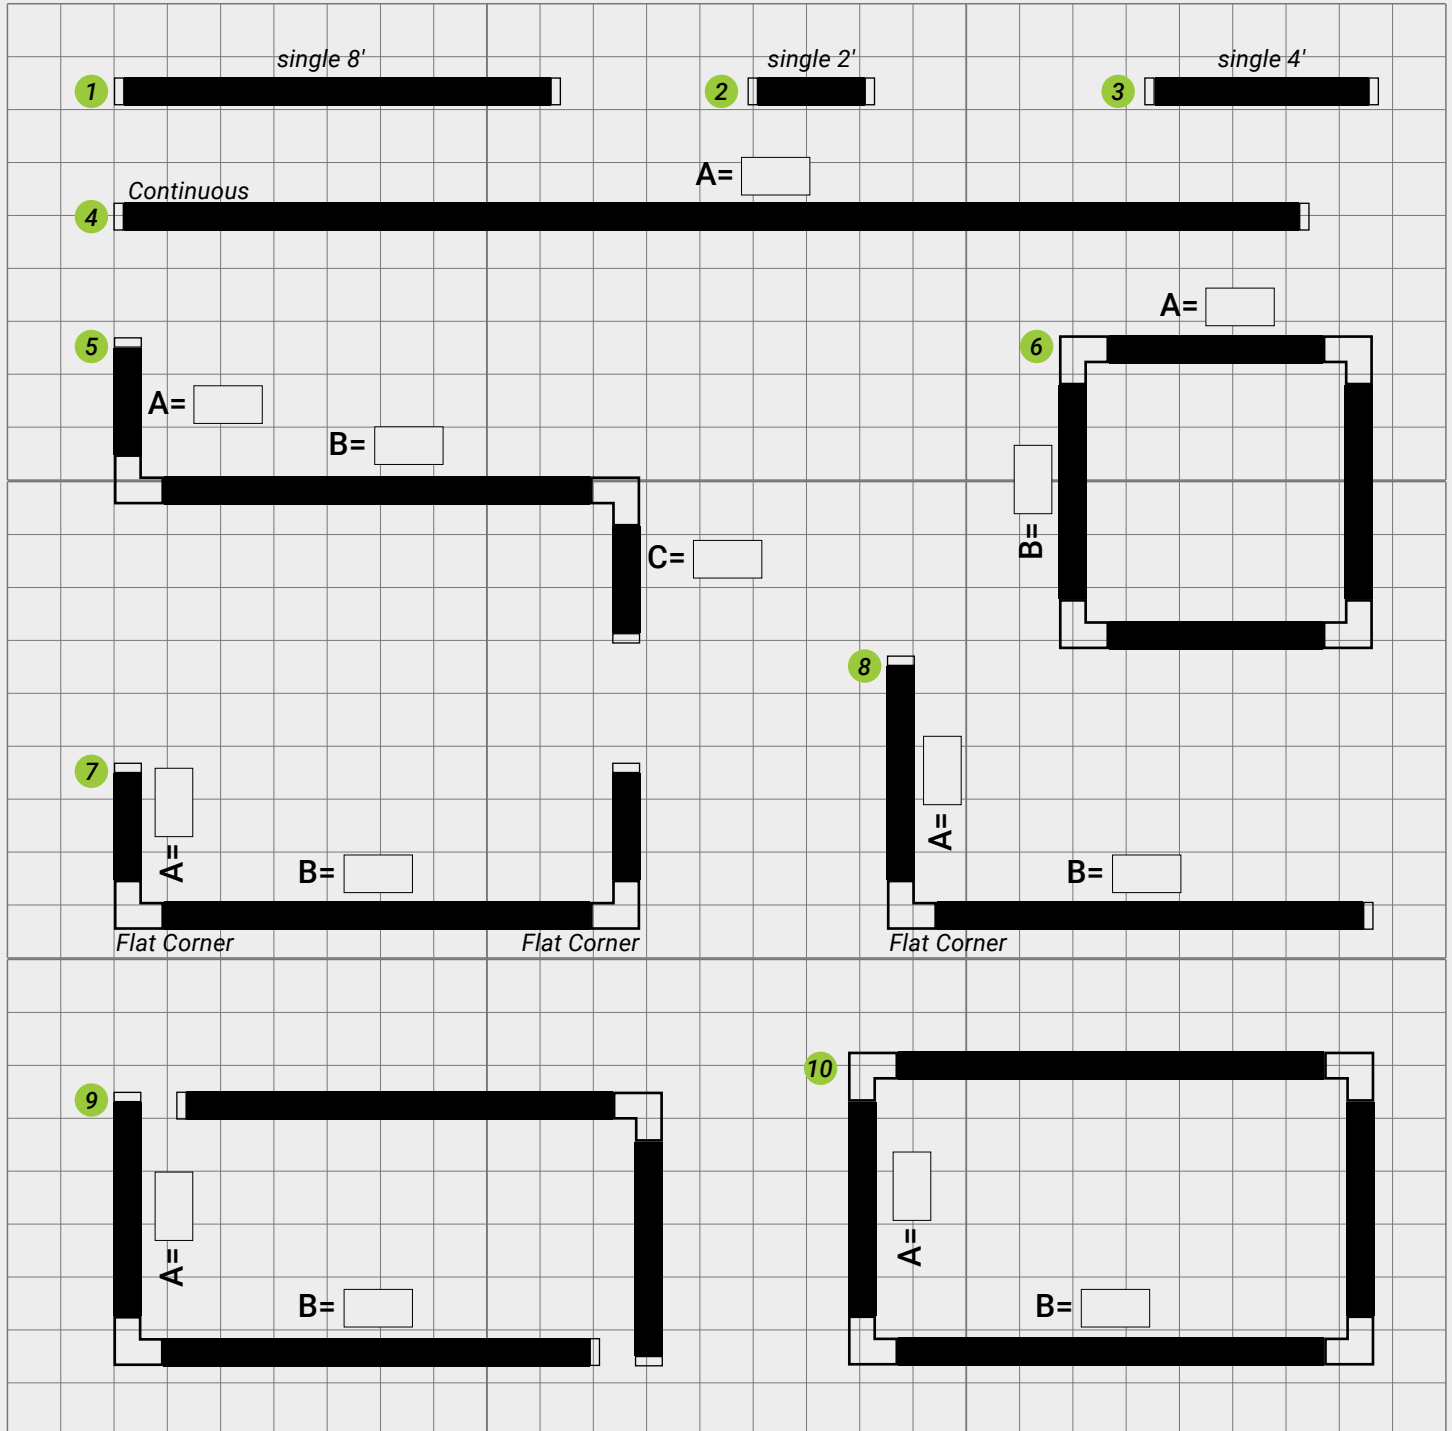 single 8'
single 2'
single 4'
1
2
3
A=
Continuous
4
A=
5
6
A=
B=
B=
C=
8
7
A=
A=
B=
B=
Flat Corner
Flat Corner
Flat Corner
10
9
A=
A=
B=
B=